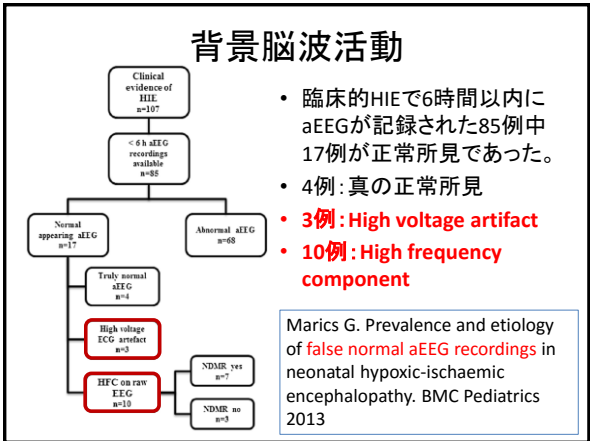 背景脳波活動
Clinical
evidence of
HIE
n=107
< 6 h aEEG
recordings
available
n=85
Normal
appearing aEEG
n=17
Abnormal aEEG
n=68
Truly normal
aEEG
n=4
High voltage
ECG artefact
n=3
HFC on raw
EEG
n=10
NDMR yes
n=7
NDMR no
n=3
• 臨床的HIEで6時間以内に
aEEGが記録された85例中
17例が正常所見であった。
• 4例：真の正常所見
• 3例：High voltage artifact
• 10例：High frequency
component
Marics G. Prevalence and etiology
of false normal aEEG recordings in
neonatal hypoxic-ischaemic
encephalopathy. BMC Pediatrics
2013